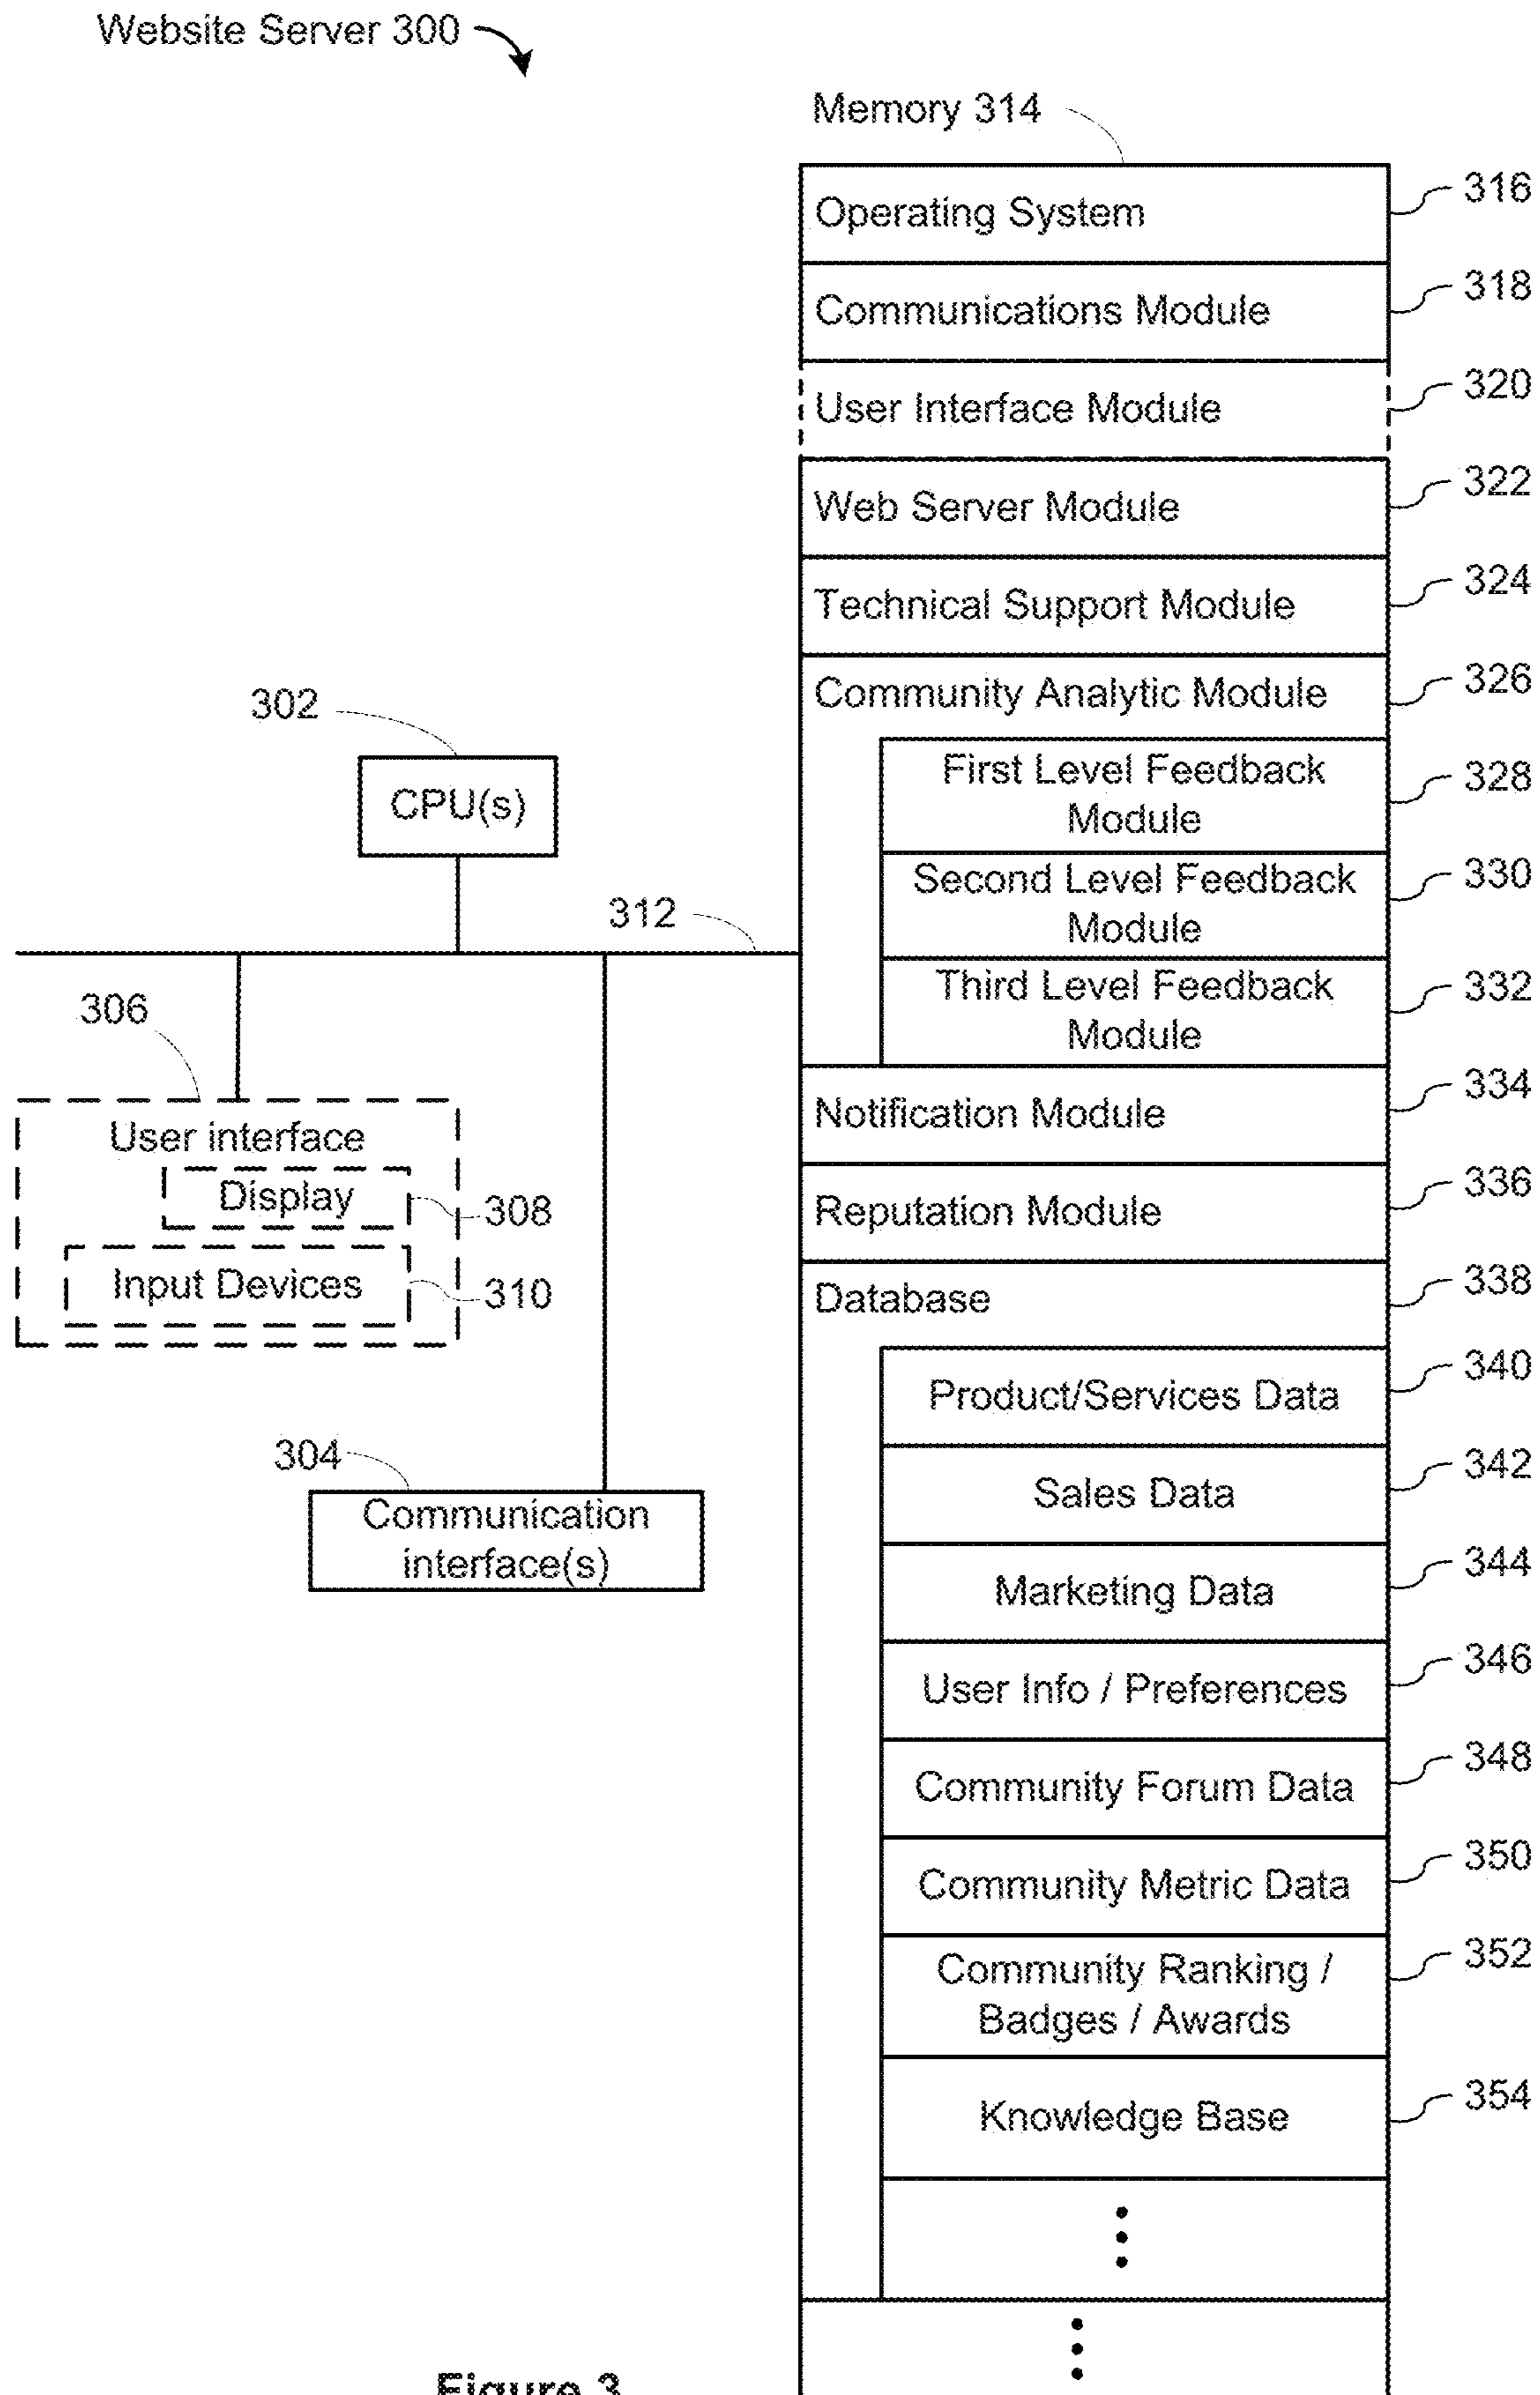 Website Server 300
Memory 314
Operating System
316
Communications Module
318
User Interface Module
320
Web Server Module
322
Technical Support Module
324
Community Analytic Module
326
First Level Feedback
Module
328
Second Level Feedback
Module
330
Third Level Feedback
Module
332
Notification Module
334
Reputation Module
336
Database
338
Product/Services Data
340
Sales Data
342
Marketing Data
344
User Info / Preferences
346
Community Forum Data
348
Community Metric Data
350
Community Ranking /
Badges / Awards
352
Knowledge Base
354
302
CPU(s)
312
306
User interface
Display
308
Input Devices
310
304
Communication
interface(s)
Figure 3